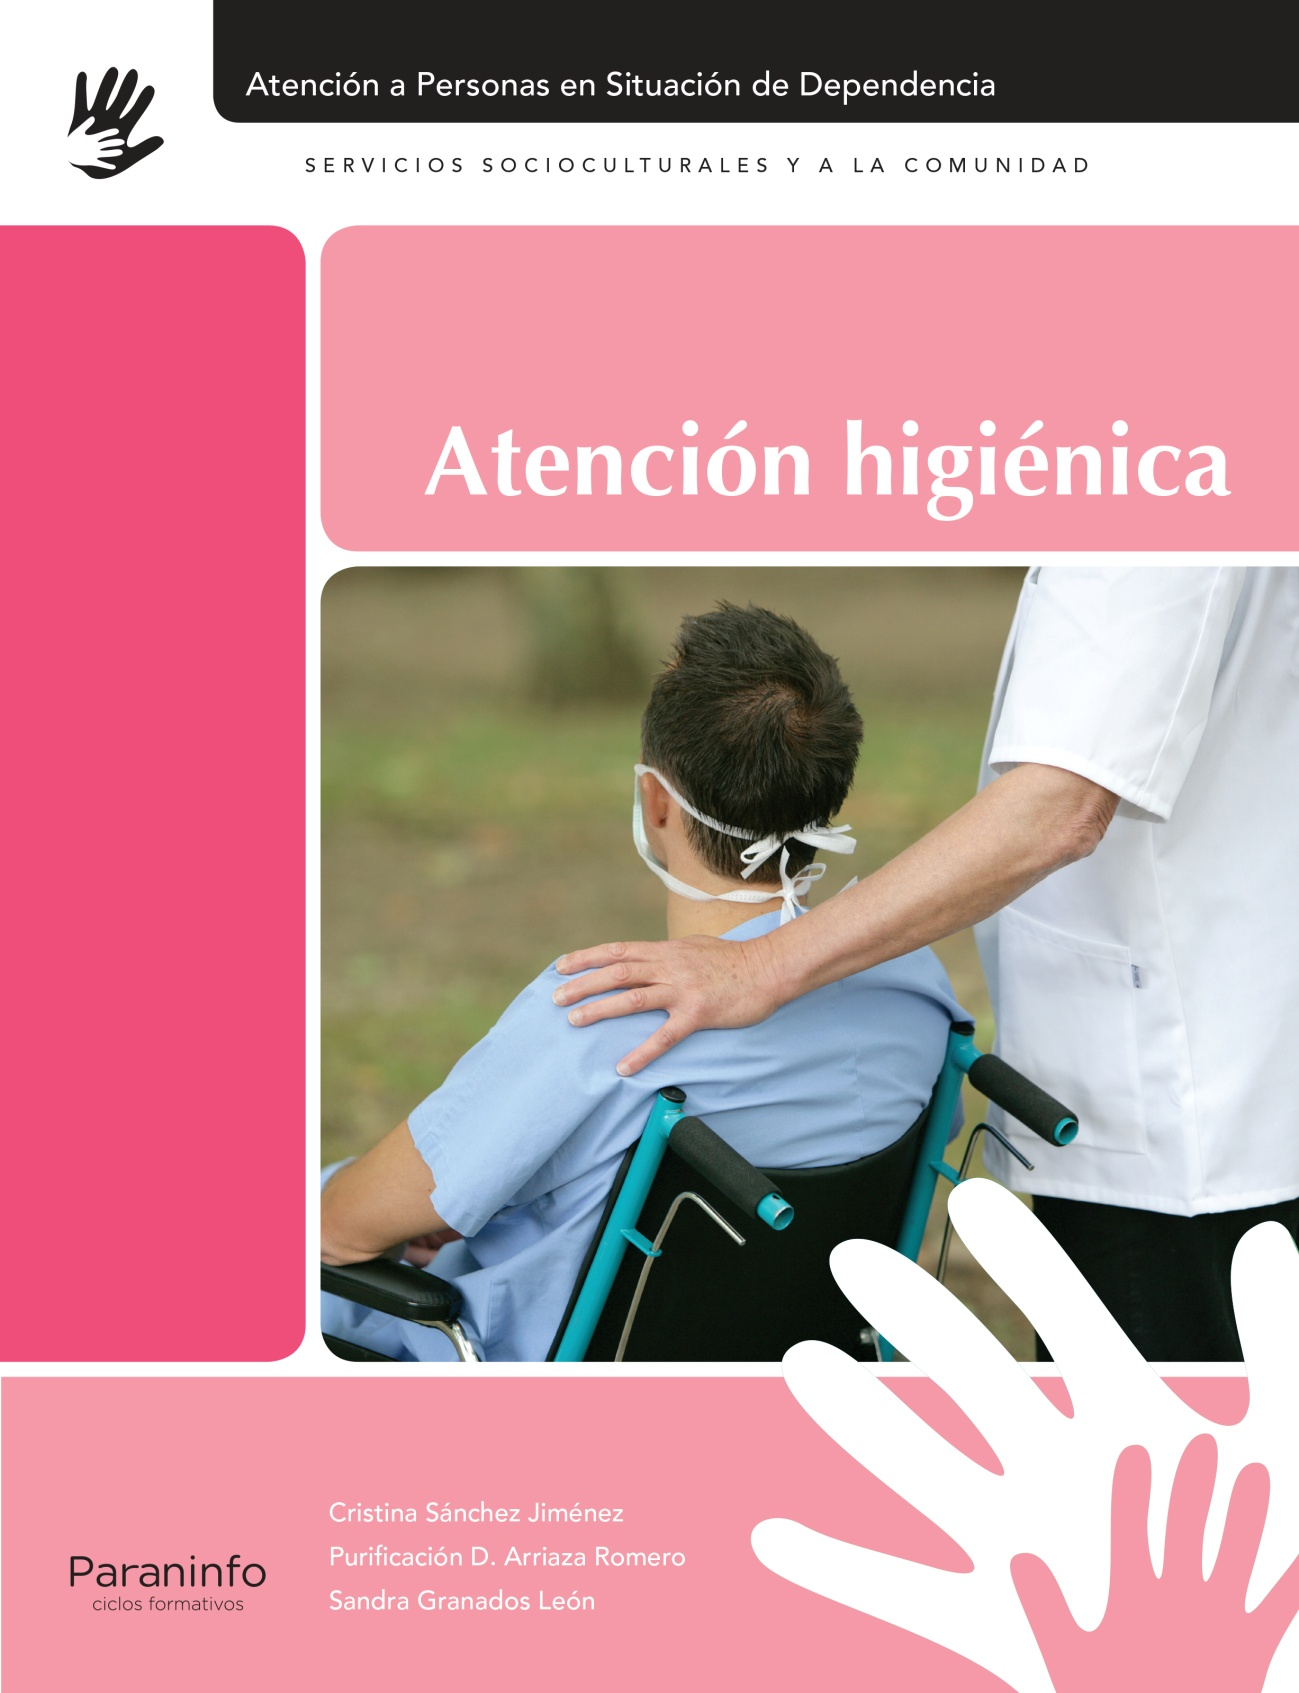 Atención a Personas en Situación de Dependencia
SERVICIOS SOCIOCULTURALES Y A LA COMUNIDAD
Atención higiénica
Cristina Sánchez Jiménez
Purificación D. Arriaza Romero
Sandra Granados León
Paraninfo
ciclos formativos